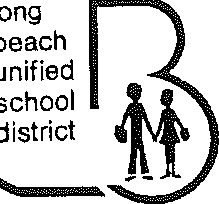 ong
beach
unified
school
district